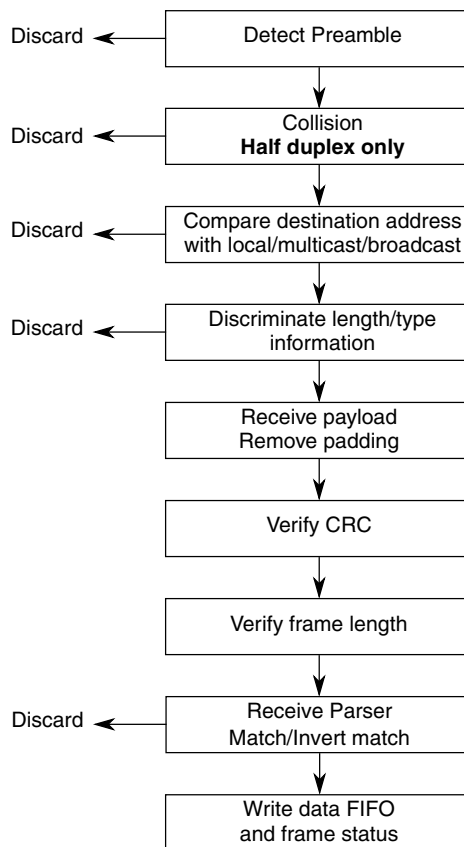 Discard
Detect Preamble
Discard
Collision
Half duplex only
Discard
Compare destination address
with local/multicast/broadcast
Discard
Discriminate length/type
information
Receive payload
Remove padding
Verify CRC
Verify frame length
Discard
Receive Parser
Match/Invert match
Write data FIFO
and frame status